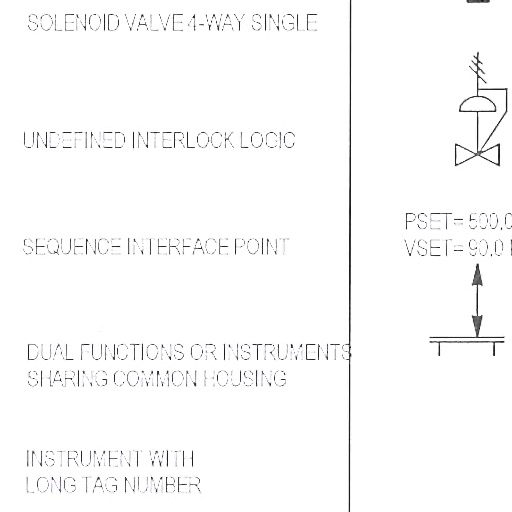 SOLENOID VALVE 4-WAY SINGLE
UNDEFINED INTERLOCK LOGIC
PSET= 500,0
SEQUENCE INTERFACE POINT
VSET= 90,0
DUAL FUNCTIONS OR INSTRUMENTS
SHARING COMMON HOUSING
INSTRUMENT WITH
LONG TAG NUMBER